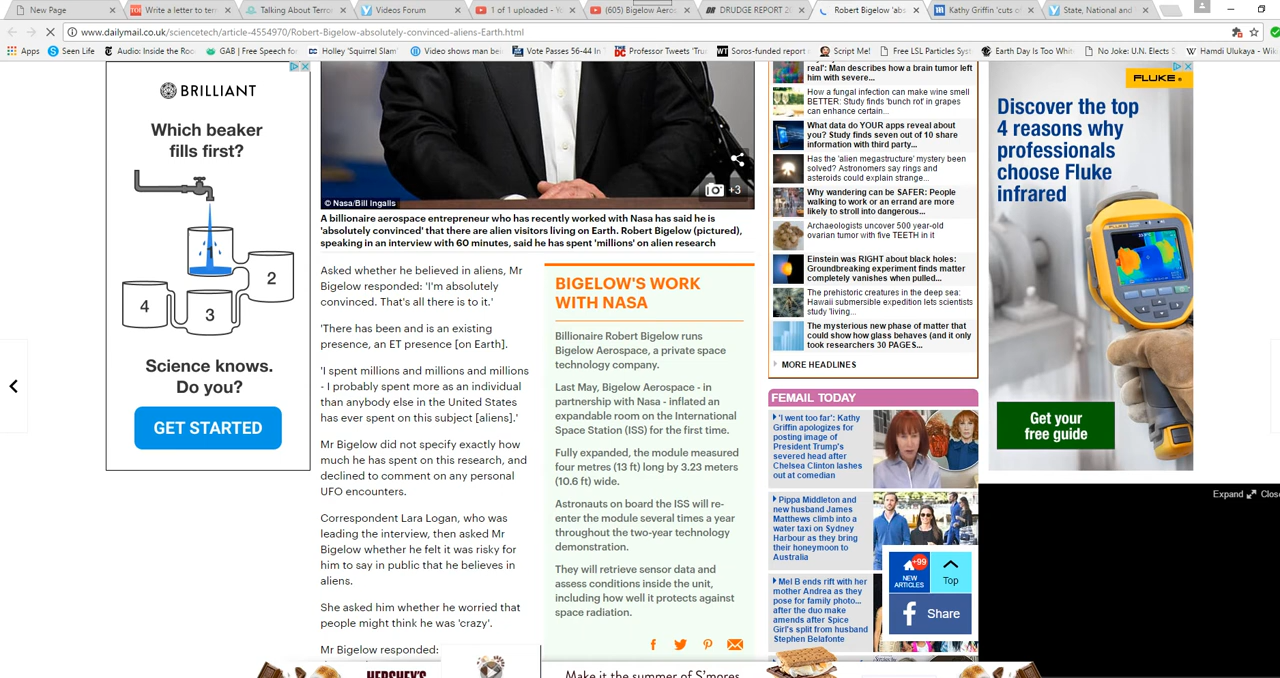 New Page
Write a letter to terr
Talking About Terror
Videos Forum
1 of 1 uploaded - Yo
(605) Bigelow Aeros
DRUDGE REPORT 20
Robert Bigelow 'abs
Kathy Griffin 'cuts o
State, National and
www.dailymail.co.uk/sciencetech/article-4554970/Robert-Bigelow-absolutely-convinced-aliens-Earth.html
Apps
Seen Life
Audio: Inside the Roo
GAB | Free Speech fo
Holley 'Squirrel Slam'
Video shows man be
Vote Passes 56-44 In
Professor Tweets 'Tru
Soros-funded report
Script Me!
Free LSL Particles Sys
Earth Day Is Too Whi
No Joke: U.N. Elects S
Hamdi Ulukaya - Wik
BRILLIANT
Which beaker
fills first?
4
3
2
Science knows.
Do you?
GET STARTED
+3
© Nasa/Bill Ingalls
A billionaire aerospace entrepreneur who has recently worked with Nasa has said he is
'absolutely convinced' that there are alien visitors living on Earth. Robert Bigelow (pictured),
speaking in an interview with 60 minutes, said he has spent 'millions' on alien research
Asked whether he believed in aliens, Mr
Bigelow responded: 'I'm absolutely
convinced. That's all there is to it.'
'There has been and is an existing
presence, an ET presence [on Earth].
'I spent millions and millions and millions
- I probably spent more as an individual
than anybody else in the United States
has ever spent on this subject [aliens].'
Mr Bigelow did not specify exactly how
much he has spent on this research, and
declined to comment on any personal
UFO encounters.
Correspondent Lara Logan, who was
leading the interview, then asked Mr
Bigelow whether he felt it was risky for
him to say in public that he believes in
aliens.
She asked him whether he worried that
people might think he was 'crazy'.
Mr Bigelow responded:
BIGELOW'S WORK
WITH NASA
Billionaire Robert Bigelow runs
Bigelow Aerospace, a private space
technology company.
Last May, Bigelow Aerospace - in
partnership with Nasa - inflated an
expandable room on the International
Space Station (ISS) for the first time.
Fully expanded, the module measured
four metres (13 ft) long by 3.23 meters
(10.6 ft) wide.
Astronauts on board the ISS will re-
enter the module several times a year
throughout the two-year technology
demonstration.
They will retrieve sensor data and
assess conditions inside the unit,
including how well it protects against
space radiation.
real': Man describes how a brain tumor left
him with severe...
How a fungal infection can make wine smell
BETTER: Study finds 'bunch rot' in grapes
can enhance certain...
What data do YOUR apps reveal about
you? Study finds seven out of 10 share
information with third party...
Has the 'alien megastructure' mystery been
solved? Astronomers say rings and
asteroids could explain strange...
Why wandering can be SAFER: People
walking to work or an errand are more
likely to stroll into dangerous...
Archaeologists uncover 500 year-old
ovarian tumor with five TEETH in it
Einstein was RIGHT about black holes:
Groundbreaking experiment finds matter
completely vanishes when pulled...
The prehistoric creatures in the deep sea:
Hawaii submersible expedition lets scientists
study 'living...
The mysterious new phase of matter that
could show how glass behaves (and it only
took researchers 30 PAGES...
MORE HEADLINES
FEMAIL TODAY
'I went too far': Kathy
Griffin apologizes for
posting image of
President Trump's
severed head after
Chelsea Clinton lashes
out at comedian
Pippa Middleton and
new husband James
Matthews climb into a
water taxi on Sydney
Harbour as they bring
their honeymoon to
Australia
Mel B ends rift with her
mother Andrea as they
pose for family photo...
after the duo make
amends after Spice
Girl's split from husband
Stephen Belafonte
FLUKE
Discover the top
4 reasons why
professionals
choose Fluke
infrared
Get your
free guide
Expand
Clos
+99
NEW
ARTICLES
Top
Share
HERSHEY'S
Make it the summer of S'mores